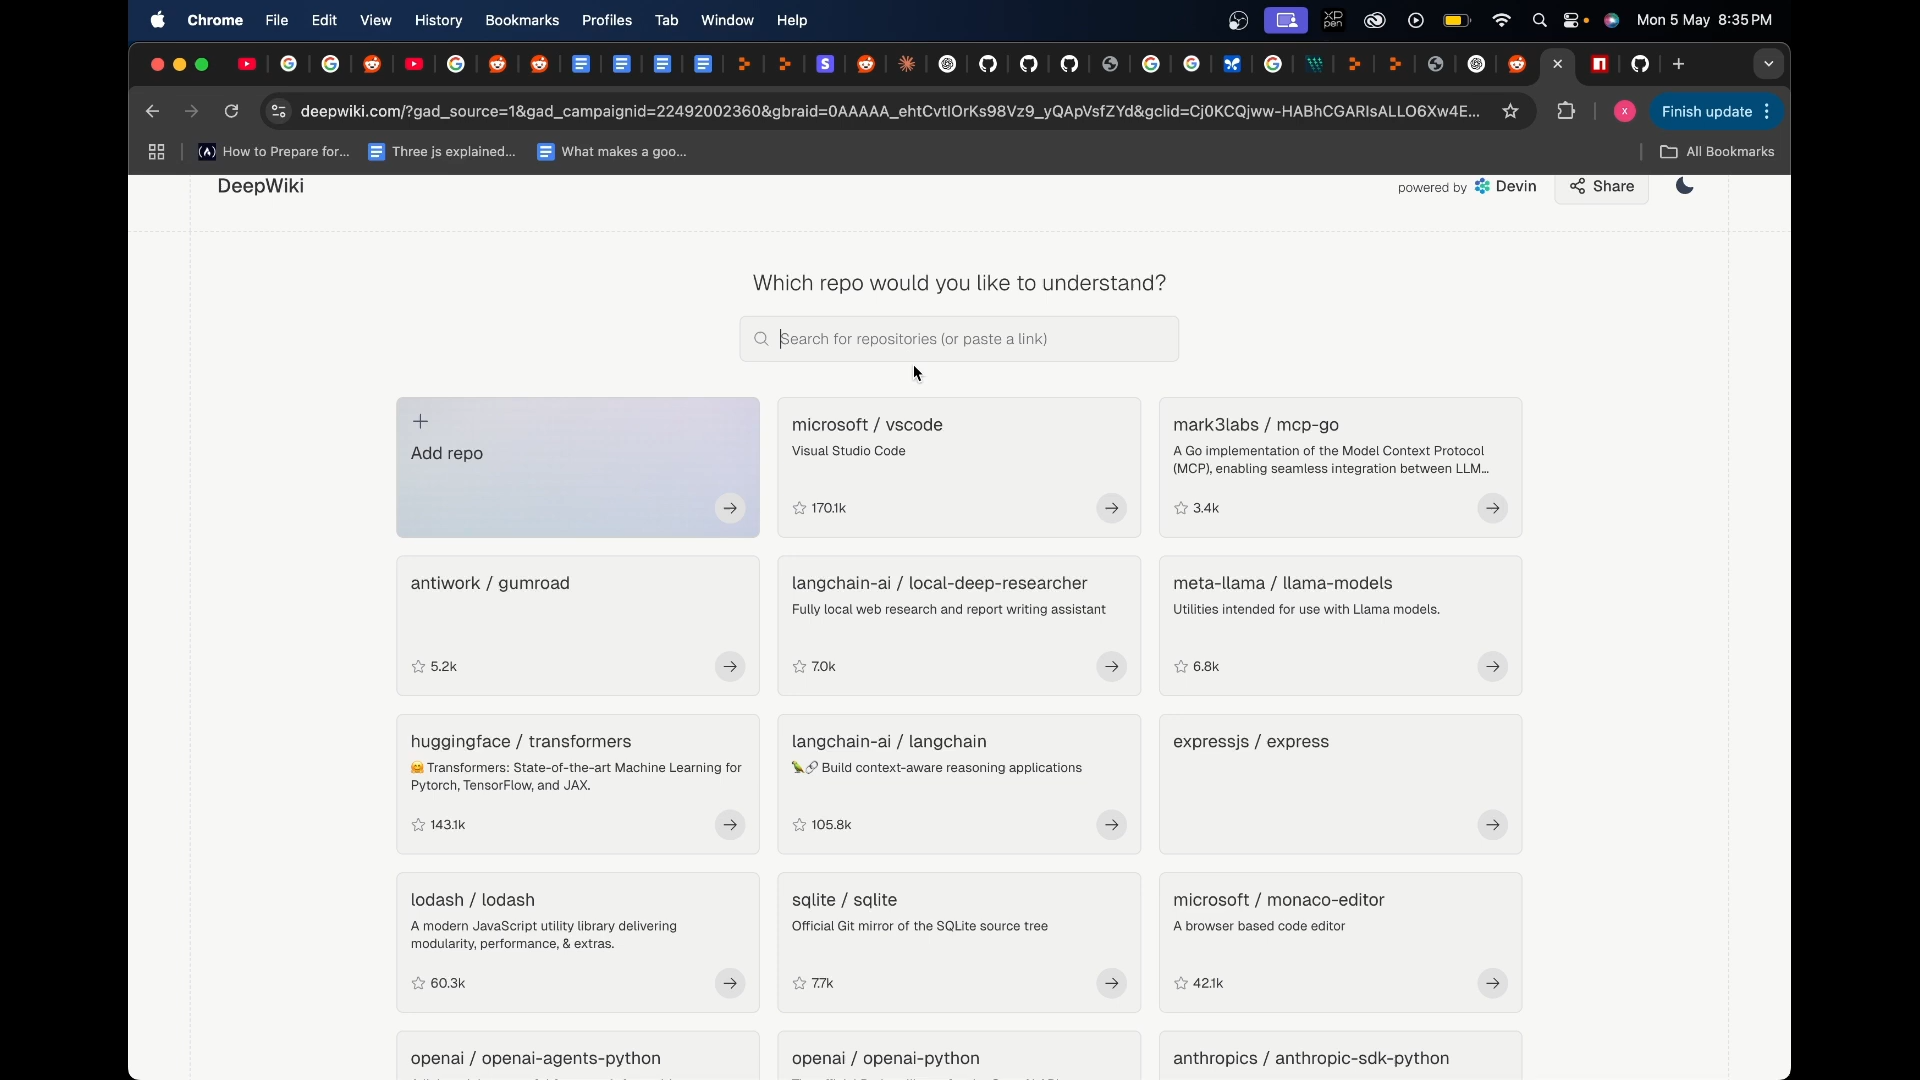 Chrome File Edit View History Bookmarks Profiles Tab Window Help Mon 5 May 8:35 PM
deepwiki.com/?gad_source=1&gad_campaignid=22492002360&gbraid=0AAAAA_ehtCvtIOrKs98Vz9_yQApVsfZYd&gclid=Cj0KCQjww-HABhCGARIsALLO6Xw4E... Finish update
How to Prepare for... Three js explained... What makes a goo... All Bookmarks
DeepWiki powered by Devin Share
Which repo would you like to understand?
Search for repositories (or paste a link)
Add repo
microsoft / vscode
Visual Studio Code
170.1k
mark3labs / mcp-go
A Go implementation of the Model Context Protocol
(MCP), enabling seamless integration between LLM...
3.4k
antiwork / gumroad
5.2k
langchain-ai / local-deep-researcher
Fully local web research and report writing assistant
7.0k
meta-llama / llama-models
Utilities intended for use with Llama models.
6.8k
huggingface / transformers
🤗 Transformers: State-of-the-art Machine Learning for
Pytorch, TensorFlow, and JAX.
143.1k
langchain-ai / langchain
🦜🔗 Build context-aware reasoning applications
105.8k
expressjs / express
lodash / lodash
A modern JavaScript utility library delivering
modularity, performance, & extras.
60.3k
sqlite / sqlite
Official Git mirror of the SQLite source tree
7.7k
microsoft / monaco-editor
A browser based code editor
42.1k
openai / openai-agents-python
openai / openai-python
anthropics / anthropic-sdk-python